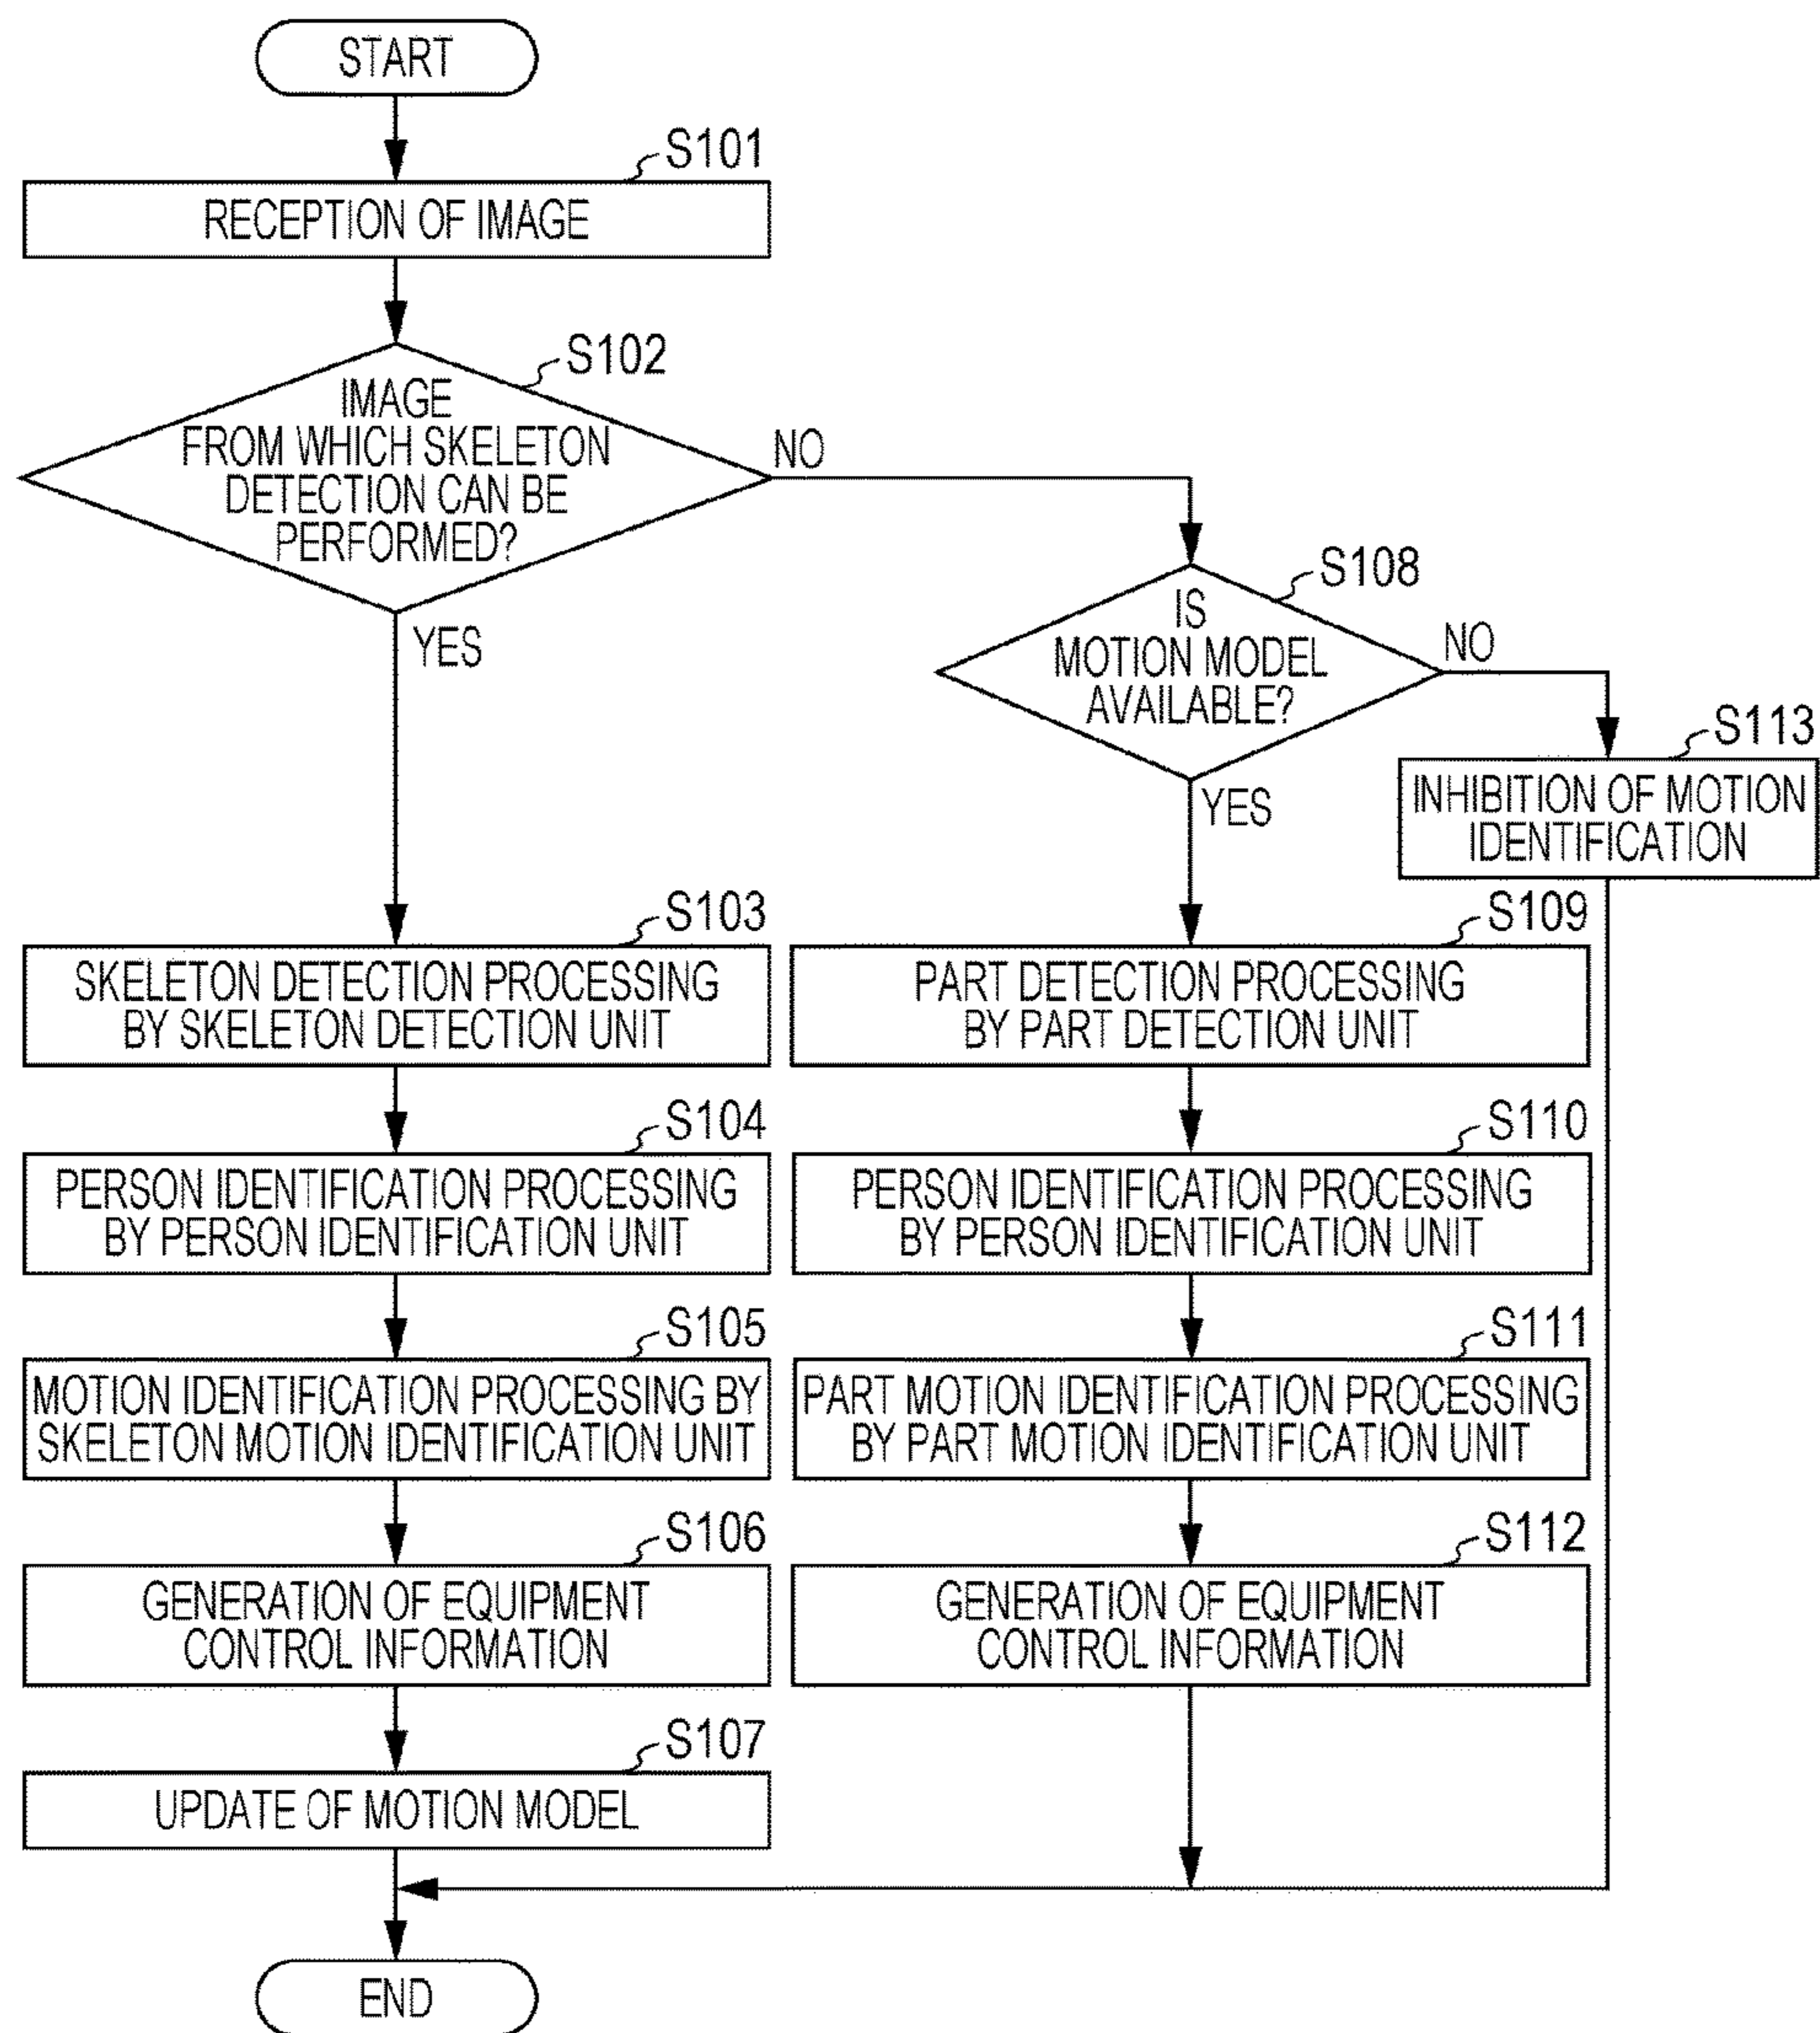 START
S101
RECEPTION OF IMAGE
S102
IMAGE
FROM WHICH SKELETON
DETECTION CAN BE
PERFORMED?
NO
YES
S108
IS
MOTION MODEL
AVAILABLE?
NO
YES
S113
INHIBITION OF MOTION
IDENTIFICATION
S103
SKELETON DETECTION PROCESSING
BY SKELETON DETECTION UNIT
S104
PERSON IDENTIFICATION PROCESSING
BY PERSON IDENTIFICATION UNIT
S105
MOTION IDENTIFICATION PROCESSING BY
SKELETON MOTION IDENTIFICATION UNIT
S106
GENERATION OF EQUIPMENT
CONTROL INFORMATION
S107
UPDATE OF MOTION MODEL
S109
PART DETECTION PROCESSING
BY PART DETECTION UNIT
S110
PERSON IDENTIFICATION PROCESSING
BY PERSON IDENTIFICATION UNIT
S111
PART MOTION IDENTIFICATION PROCESSING
BY PART MOTION IDENTIFICATION UNIT
S112
GENERATION OF EQUIPMENT
CONTROL INFORMATION
END